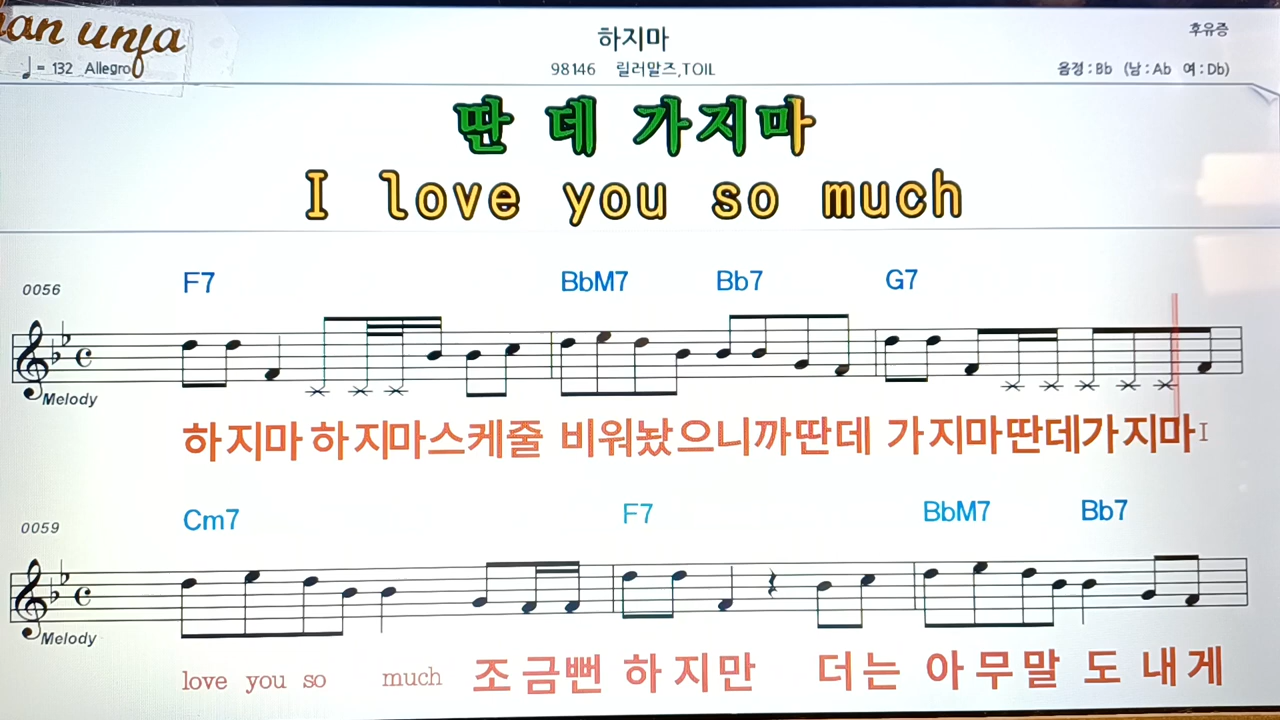 하지마
후유증
♩= 132 Allegro
98146 릴러말즈,TOIL
음정:Bb (남:Ab 여:Db)
딴 데 가지마
I love you so much
0056
F7 BbM7 Bb7 G7
Melody
하지마 하지마스케줄 비워놨으니까딴데 가지마딴데가지마I
0059
Cm7 F7 BbM7 Bb7
Melody
love you so much 조금뻔 하지만 더는 아무말 도 내게